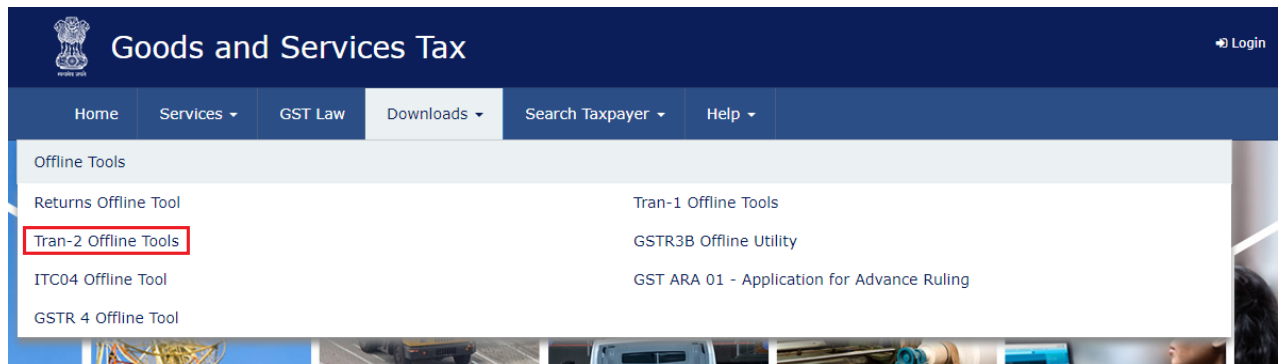 Goods and Services Tax
Login
Home Services GST Law Downloads Search Taxpayer Help
Offline Tools
Returns Offline Tool Tran-1 Offline Tools
Tran-2 Offline Tools GSTR3B Offline Utility
ITC04 Offline Tool GST ARA 01 - Application for Advance Ruling
GSTR 4 Offline Tool